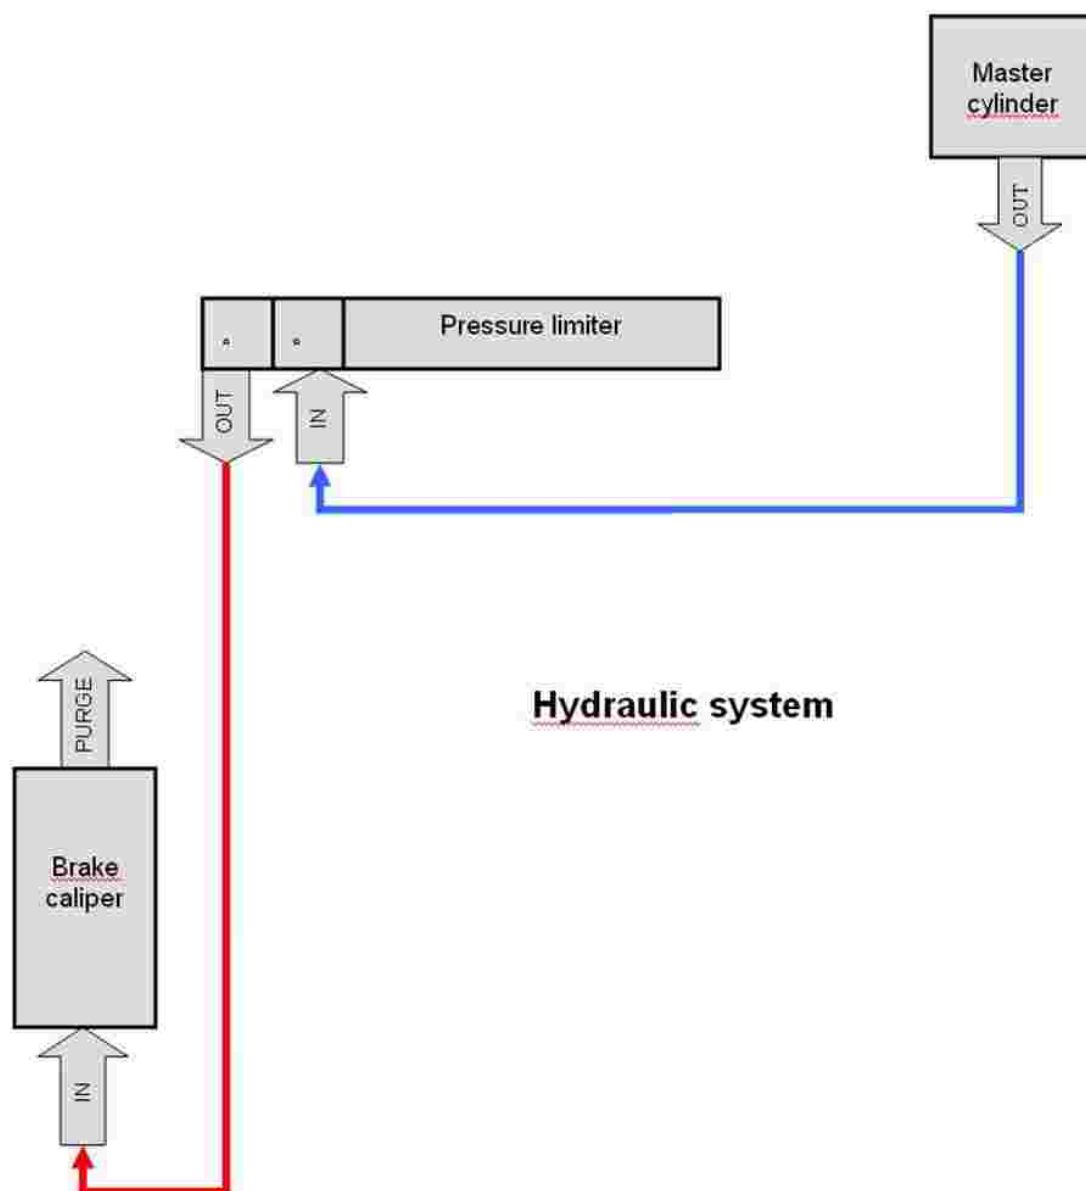 Master
cylinder
OUT
Pressure limiter
OUT
IN
PURGE
Hydraulic system
Brake
caliper
IN